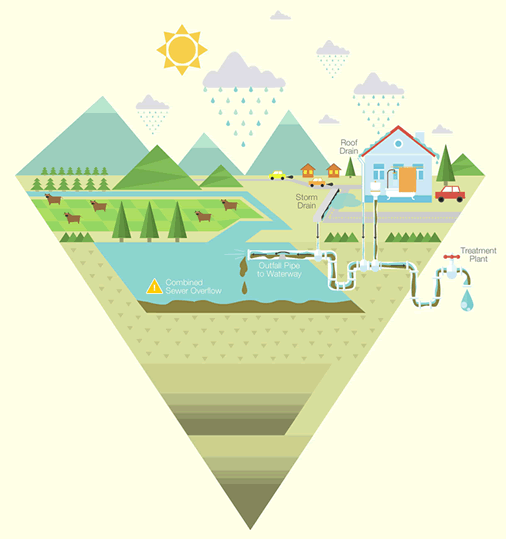 Roof
Drain
Storm
Drain
Treatment
Plant
Outfall Pipe
to Waterway
Combined
Sewer Overflow